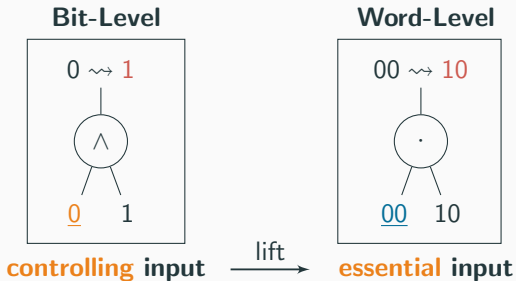 Bit-Level
0 ⇝ 1
∧
0 1
controlling input
lift
Word-Level
00 ⇝ 10
·
00 10
essential input